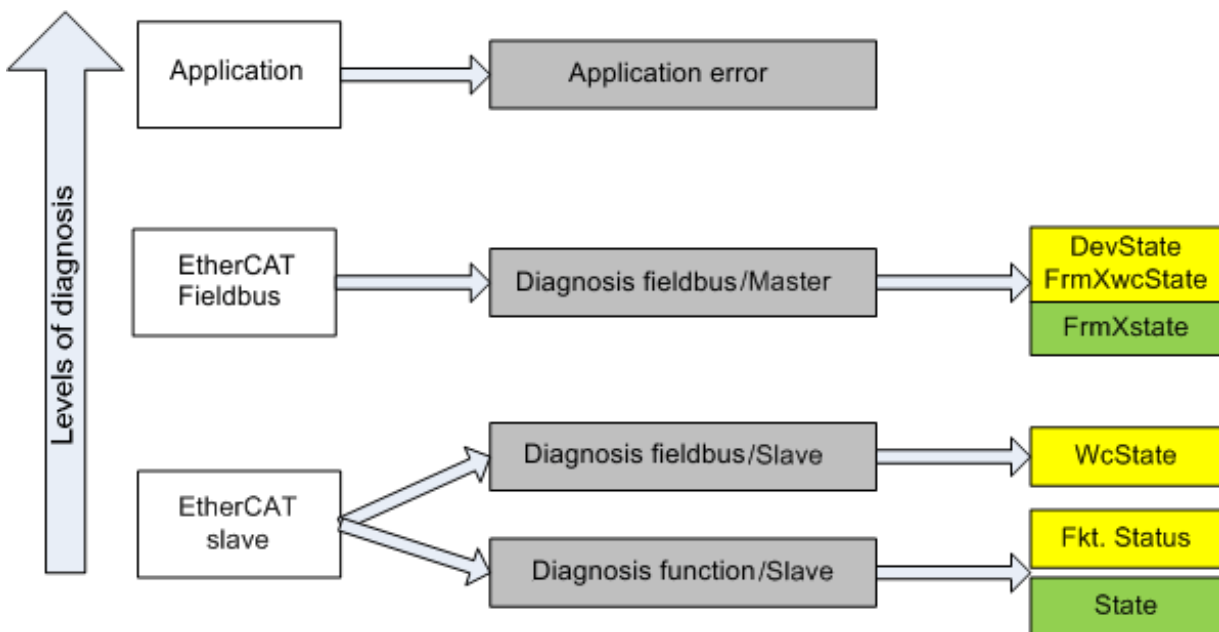 Levels of diagnosis
Application
Application error
EtherCAT
Fieldbus
Diagnosis fieldbus/Master
DevState
FrmXwcState
FrmXstate
EtherCAT
slave
Diagnosis fieldbus/Slave
WcState
Diagnosis function/Slave
Fkt. Status
State